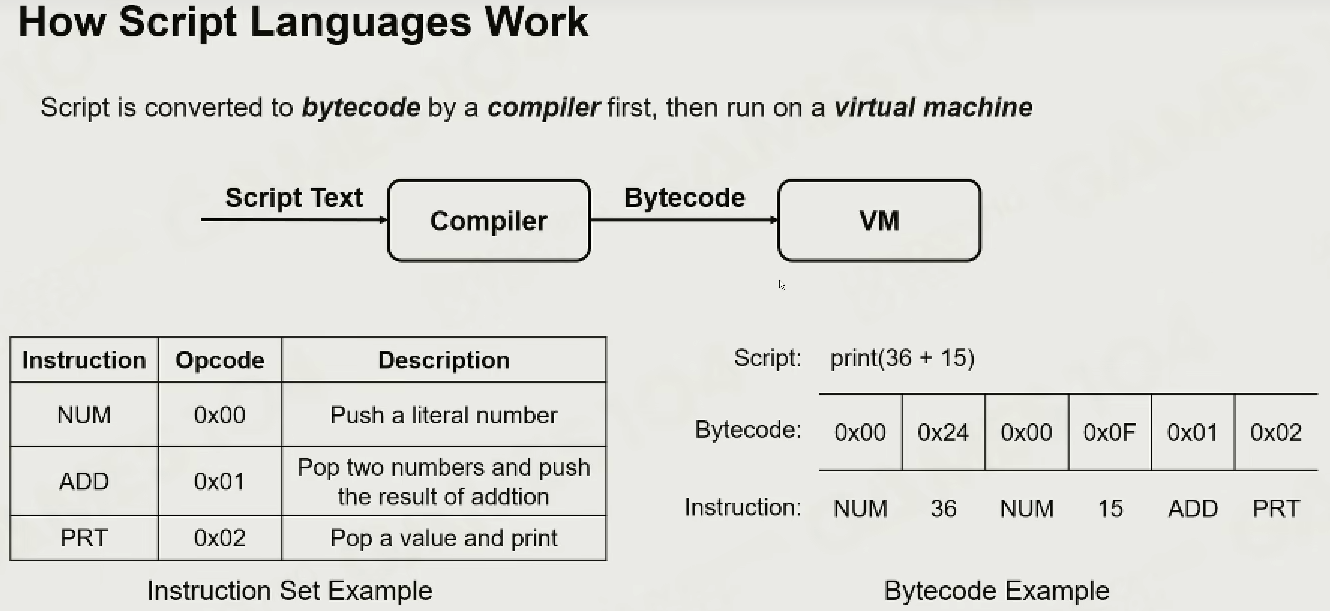 How Script Languages Work
Script is converted to bytecode by a compiler first, then run on a virtual machine
Script Text
Compiler
Bytecode
VM
Instruction Opcode Description
NUM 0x00 Push a literal number
ADD 0x01 Pop two numbers and push
the result of addtion
PRT 0x02 Pop a value and print
Instruction Set Example
Script: print(36 + 15)
Bytecode: 0x00 0x24 0x00 0x0F 0x01 0x02
Instruction: NUM 36 NUM 15 ADD PRT
Bytecode Example